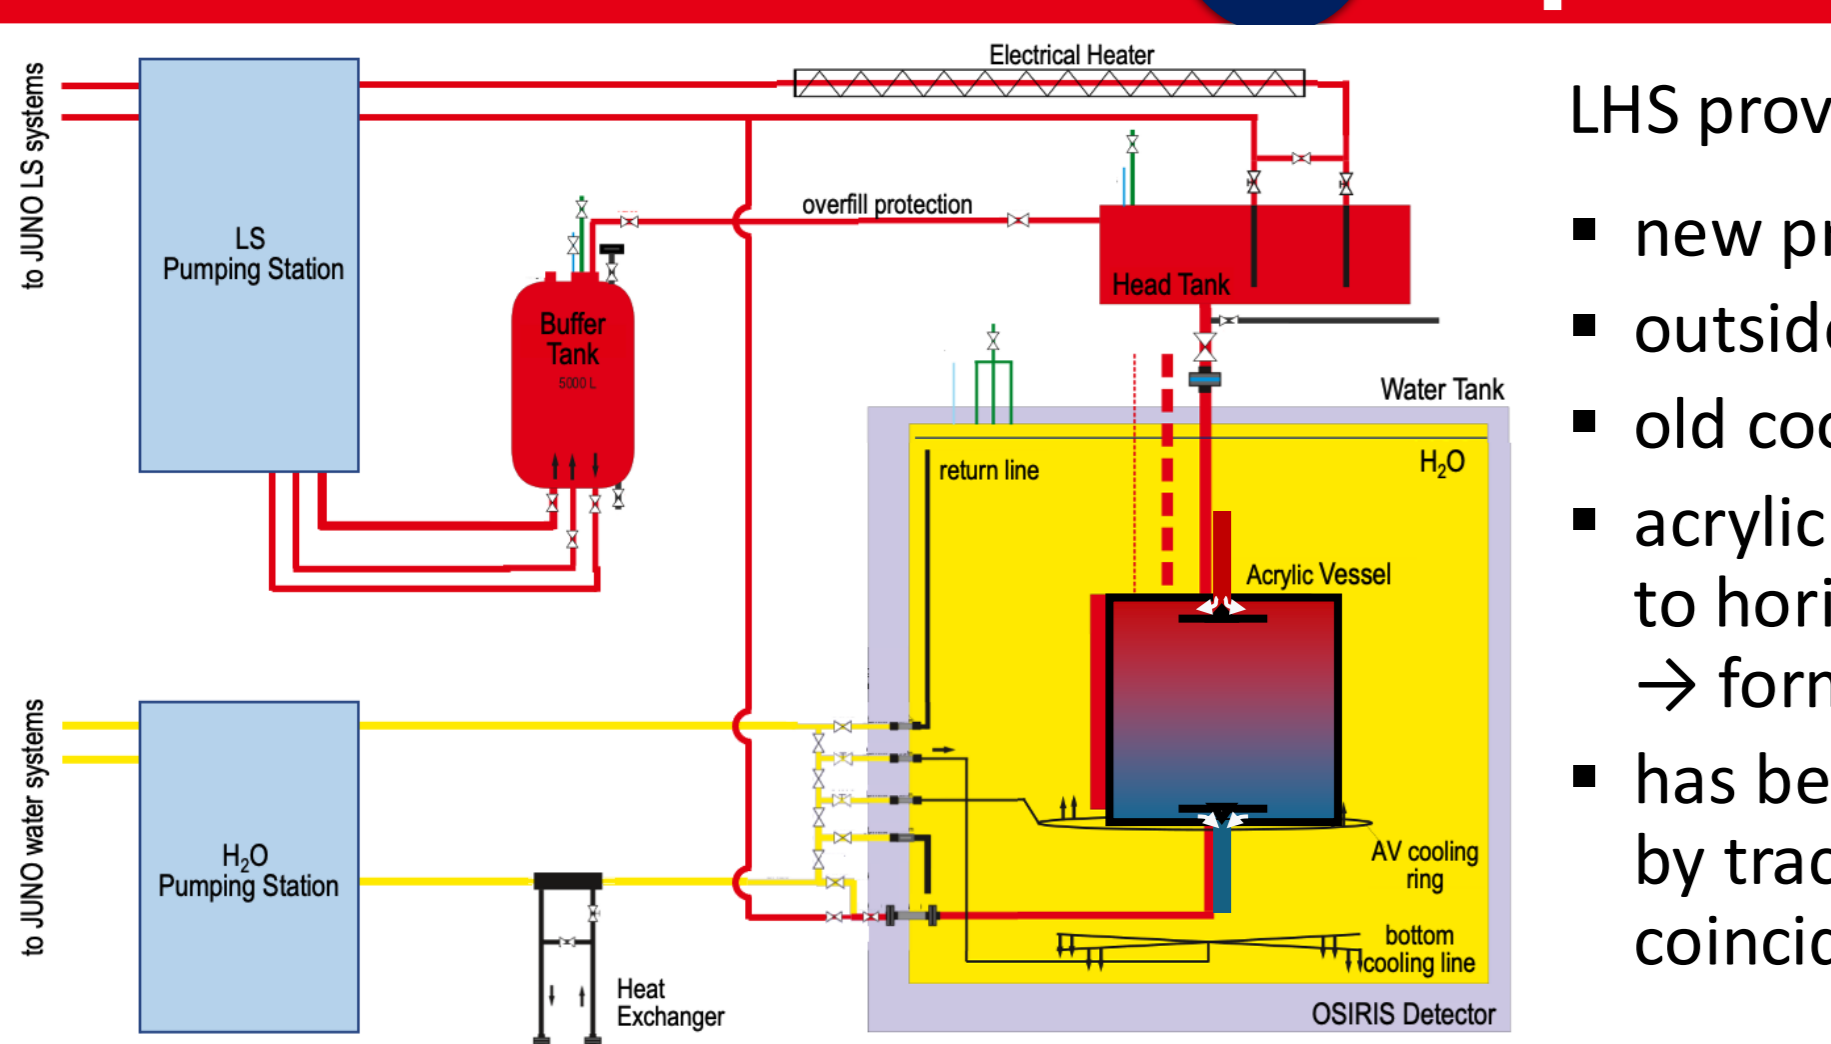 Electrical Heater
to JUNO LS systems
LS
Pumping Station
overfill protection
Head Tank
Buffer
Tank
5000 L
Water Tank
H₂O
return line
Acrylic Vessel
to JUNO water systems
H₂O
Pumping Station
AV cooling
ring
bottom
cooling line
Heat
Exchanger
OSIRIS Detector
LHS prov
▪ new pr
▪ outside
▪ old coo
▪ acrylic
to hori
→ form
▪ has be
by trac
coincid